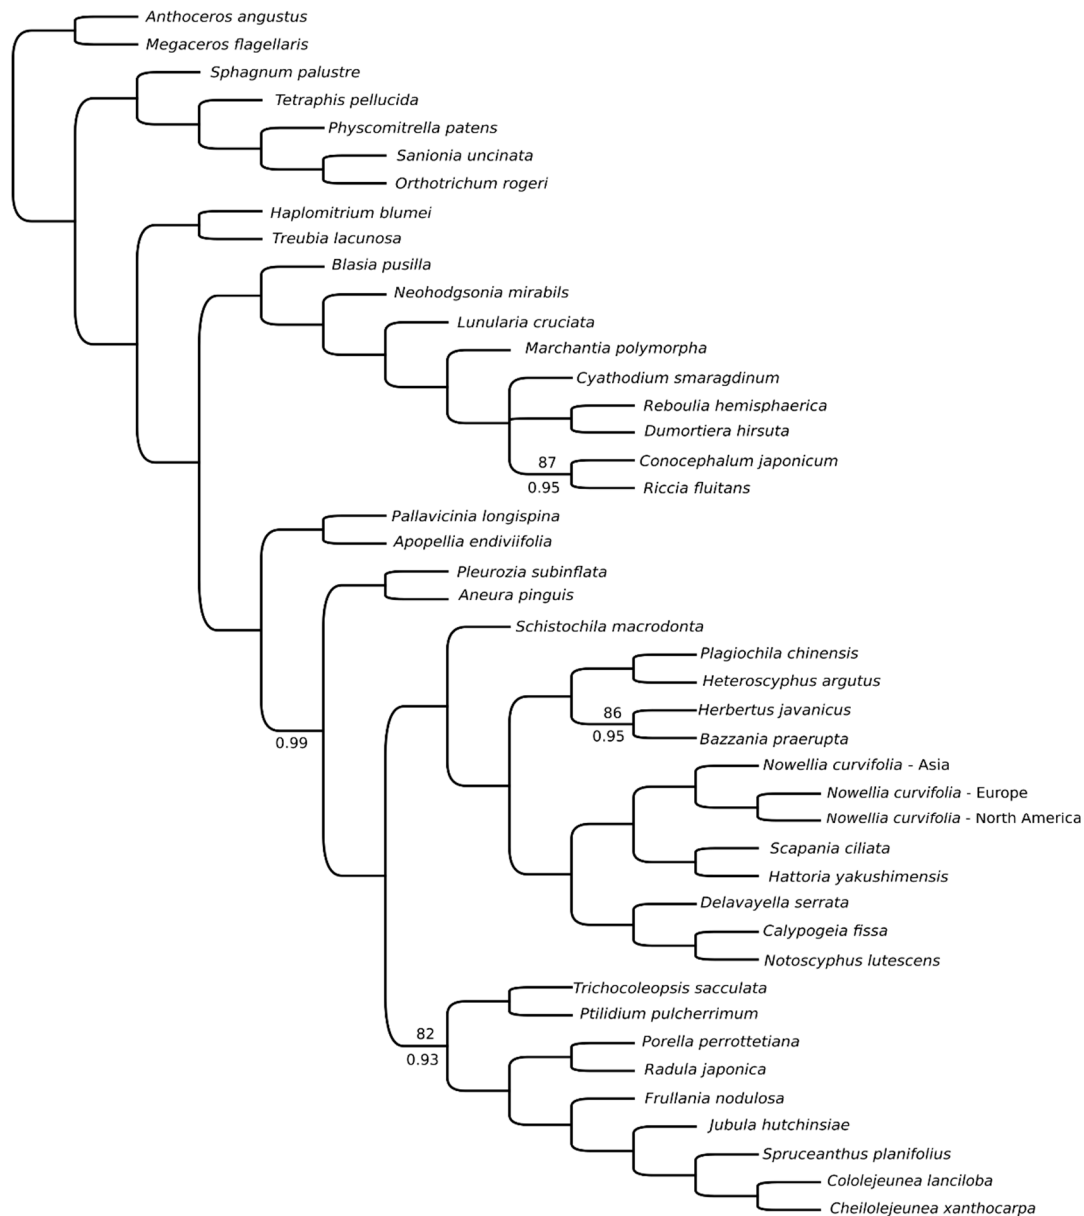 Anthoceros angustus
Megaceros flagellaris
Sphagnum palustre
Tetraphis pellucida
Physcomitrella patens
Sanionia uncinata
Orthotrichum rogeri
Haplomitrium blumei
Treubia lacunosa
Blasia pusilla
Neohodgsonia mirabils
Lunularia cruciata
Marchantia polymorpha
Cyathodium smaragdinum
Reboulia hemisphaerica
Dumortiera hirsuta
87
Conocephalum japonicum
0.95
Riccia fluitans
Pallavicinia longispina
Apopellia endiviifolia
Pleurozia subinflata
Aneura pinguis
Schistochila macrodonta
Plagiochila chinensis
Heteroscyphus argutus
86
Herbertus javanicus
0.95
Bazzania praerupta
0.99
Nowellia curvifolia - Asia
Nowellia curvifolia - Europe
Nowellia curvifolia - North America
Scapania ciliata
Hattoria yakushimensis
Delavayella serrata
Calypogeia fissa
Notoscyphus lutescens
Trichocoleopsis sacculata
Ptilidium pulcherrimum
82
0.93
Porella perrottetiana
Radula japonica
Frullania nodulosa
Jubula hutchinsiae
Spruceanthus planifolius
Cololejeunea lanciloba
Cheilolejeunea xanthocarpa